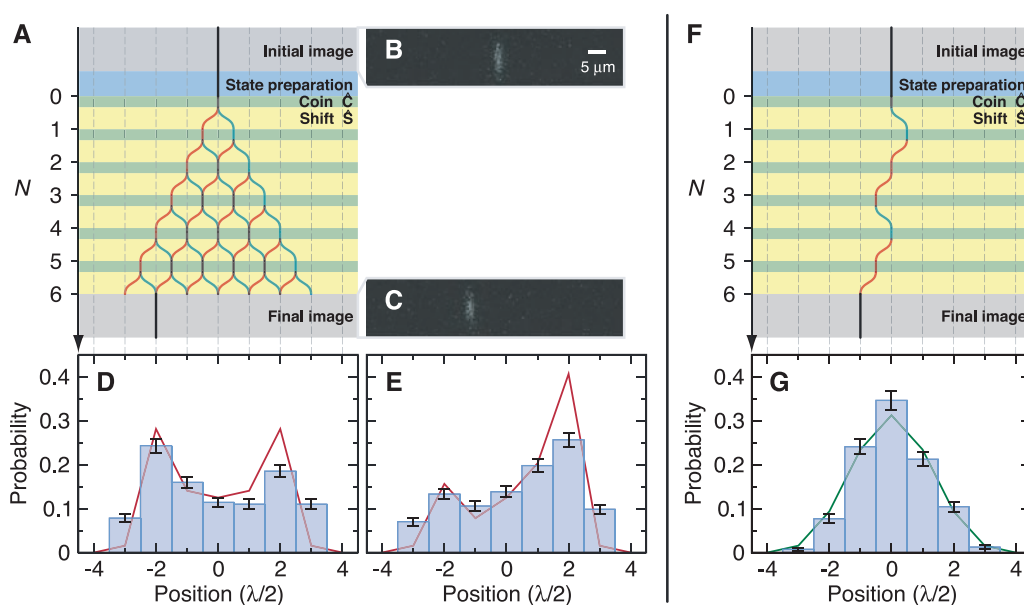 A
Initial image
State preparation
Coin Ĉ
Shift Ŝ
0
1
2
N
3
4
5
6
Final image
B
5 μm
C
D
Probability
0.4
0.3
0.2
0.1
0
-4 -2 0 2 4
Position (λ/2)
E
-4 -2 0 2 4
Position (λ/2)
F
Initial image
State preparation
Coin Ĉ
Shift Ŝ
0
1
2
N
3
4
5
6
Final image
G
Probability
0.4
0.3
0.2
0.1
0
-4 -2 0 2 4
Position (λ/2)